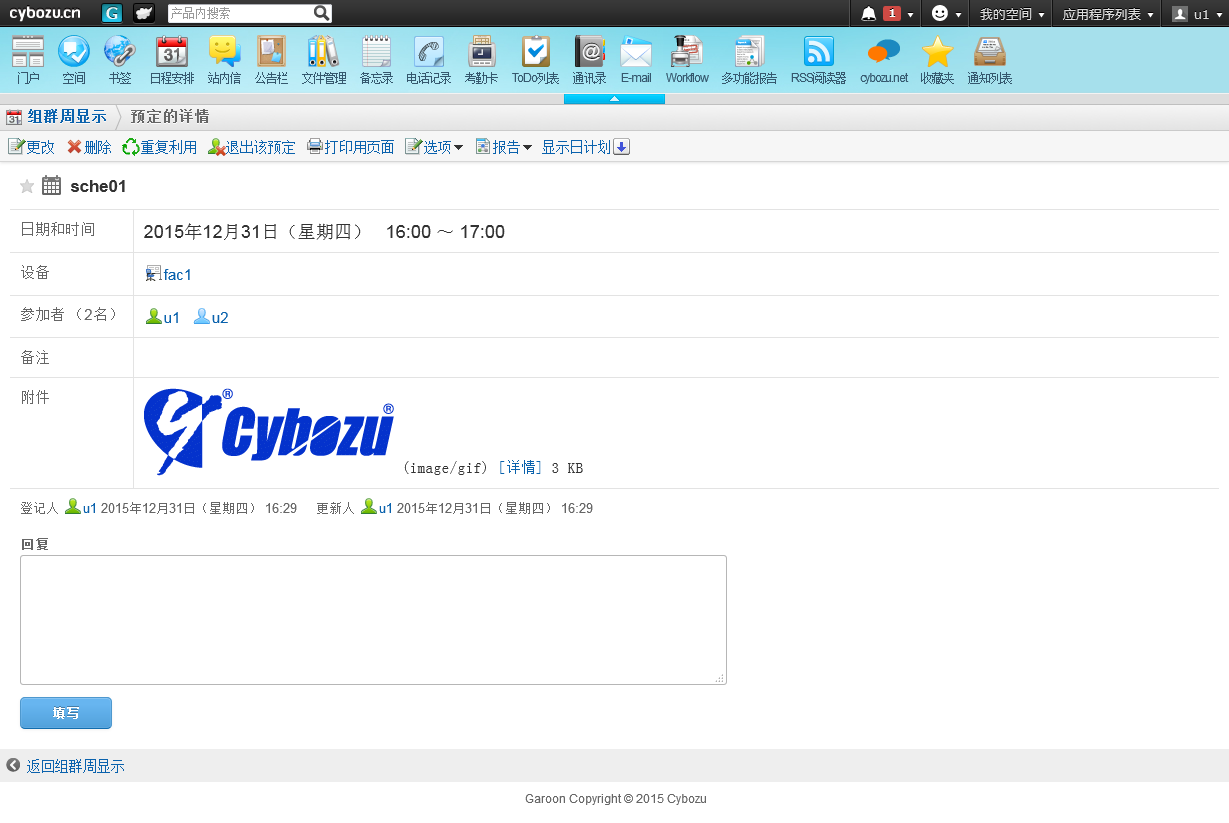 cybozu.cn G 产品内搜索 1 我的空间 应用程序列表 u1
门户 空间 书签 日程安排 站内信 公告栏 文件管理 备忘录 电话记录 考勤卡 ToDo列表 通讯录 E-mail Workflow 多功能报告 RSS阅读器 cybozu.net 收藏夹 通知列表
组群周显示 预定的详情
更改 删除 重复利用 退出该预定 打印用页面 选项 报告 显示日计划
sche01
日期和时间 2015年12月31日（星期四） 16:00 ～ 17:00
设备 fac1
参加者 （2名） u1 u2
备注
附件 Cybozu® (image/gif) [详情] 3 KB
登记人 u1 2015年12月31日（星期四） 16:29 更新人 u1 2015年12月31日（星期四） 16:29
回复
填写
返回组群周显示
Garoon Copyright © 2015 Cybozu